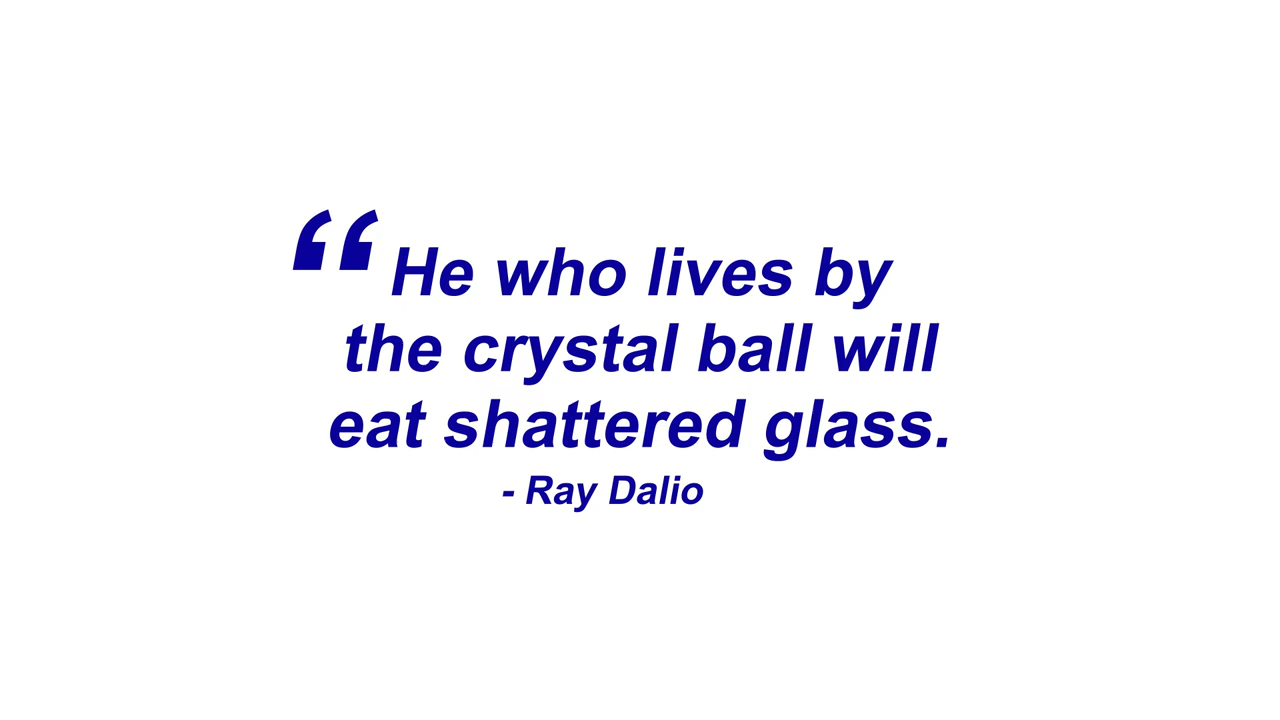 “He who lives by
the crystal ball will
eat shattered glass.
- Ray Dalio